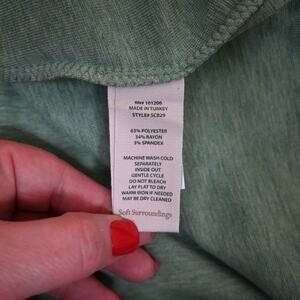 RN# 101206
MADE IN TURKEY
STYLE# SCB29
63% POLYESTER
34% RAYON
3% SPANDEX
MACHINE WASH COLD
SEPARATELY
INSIDE OUT
GENTLE CYCLE
DO NOT BLEACH
LAY FLAT TO DRY
WARM IRON IF NEEDED
MAY BE DRY CLEANED
Soft Surroundings